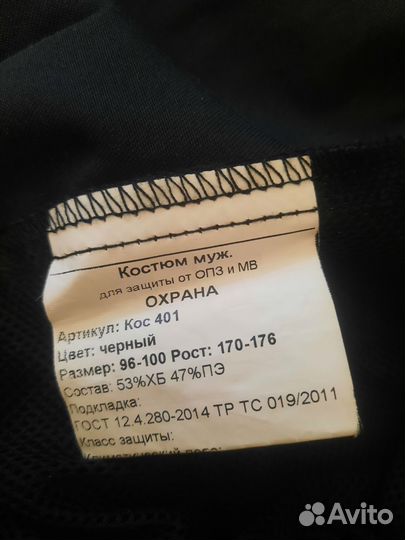 Костюм муж.
для защиты от ОПЗ и МВ
ОХРАНА
Артикул: Кос 401
Цвет: черный
Размер: 96-100 Рост: 170-176
Состав: 53%ХБ 47%ПЭ
Подкладка:
ГОСТ 12.4.280-2014 ТР ТС 019/2011
Класс защиты:
Avito